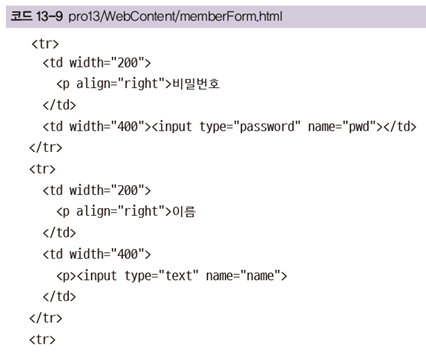 코드 13-9 pro13/WebContent/memberForm.html
<tr>
<td width="200">
<p align="right">비밀번호
</td>
<td width="400"><input type="password" name="pwd"></td>
</tr>
<tr>
<td width="200">
<p align="right">이름
</td>
<td width="400">
<p><input type="text" name="name">
</td>
</tr>
<tr>